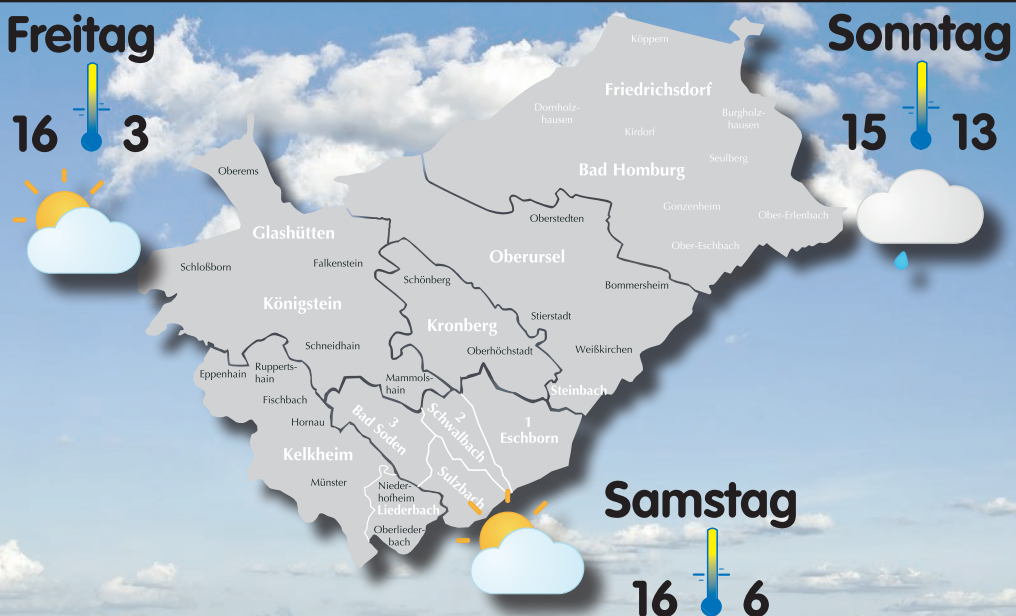 Freitag
16 3
Sonntag
15 13
Köppern
Friedrichsdorf
Dornholz-
hausen
Burgholz-
hausen
Kirdorf
Seulberg
Bad Homburg
Oberems
Gonzenheim
Ober-Erlenbach
Oberstedten
Glashütten
Ober-Eschbach
Oberursel
Schloßborn
Falkenstein
Schönberg
Bommersheim
Königstein
Stierstadt
Kronberg
Schneidhain
Oberhöchstadt
Weißkirchen
Eppenhain
Rupperts-
hain
Mammols-
hain
Steinbach
Fischbach
Hornau
3
Bad Soden
2
Schwalbach
1
Eschborn
Kelkheim
Münster
Sulzbach
Nieder-
hofheim
Liederbach
Oberlieder-
bach
Samstag
16 6